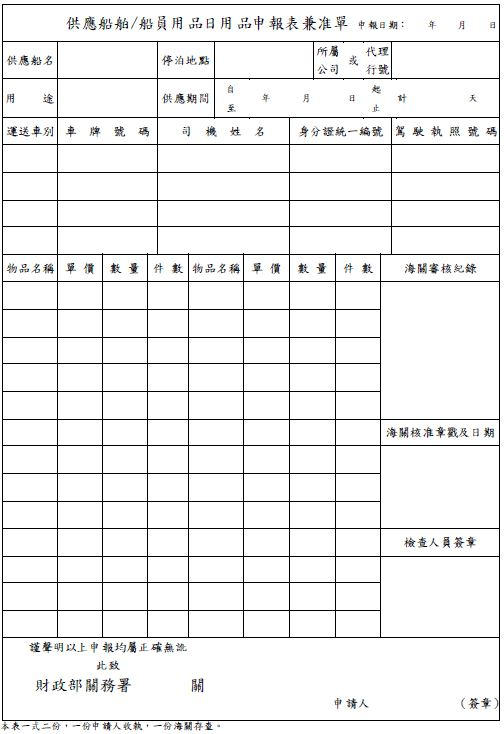 供應船舶/船員用品日用品申報表兼准單 申報日期： 年 月 日
供應船名 停泊地點 所屬公司 或 代理行號
用途 供應期間 自至 年 月 日 起止 計 天
運送車別 車牌號碼 司機姓名 身分證統一編號 駕駛執照號碼
物品名稱 單價 數量 件數 物品名稱 單價 數量 件數 海關審核紀錄
海關核准章戳及日期
檢查人員簽章
謹聲明以上申報均屬正確無訛
此致
財政部關務署 關
申請人 （簽章）
本表一式二份，一份申請人收執，一份海關存查。